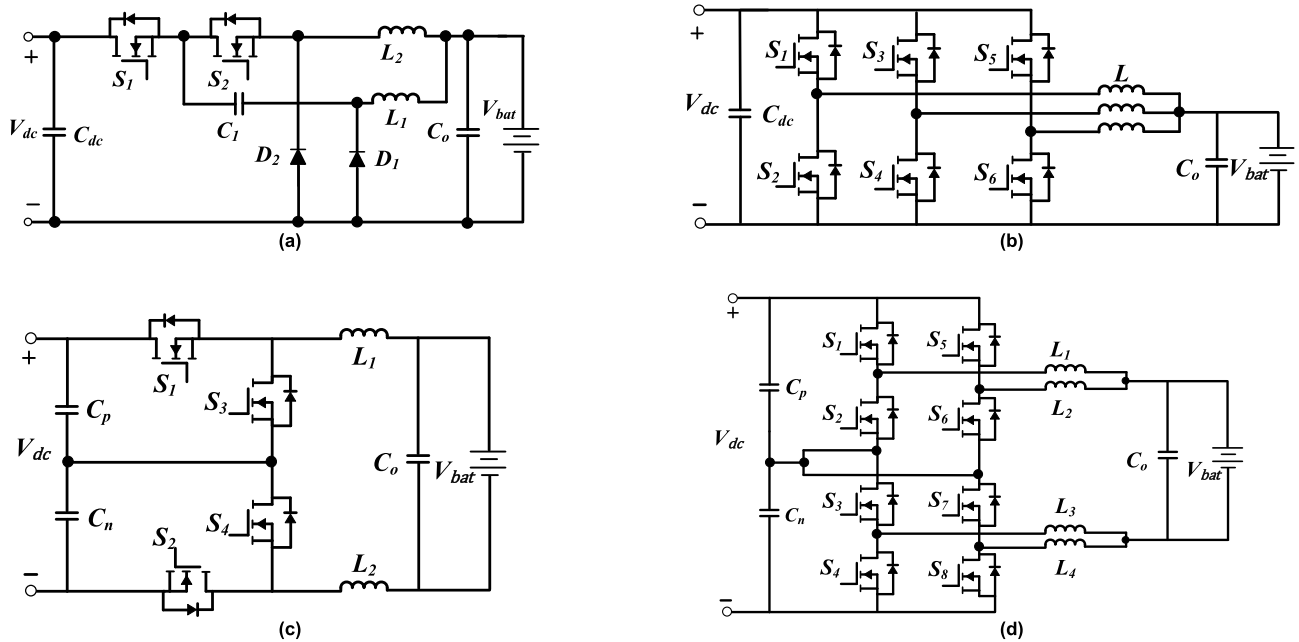 S1
S2
L2
+
Vdc
Cdc
C1
L1
Co
Vbat
D2
D1
−
(a)
+
S1
S3
S5
L
Vdc
Cdc
S2
S4
S6
Co
Vbat
−
(b)
+
S1
L1
Cp
S3
Vdc
Co
Vbat
Cn
S4
S2
L2
−
(c)
+
S1
S5
L1
Cp
L2
S2
S6
Vdc
Co
Vbat
S3
S7
L3
Cn
S4
S8
L4
−
(d)